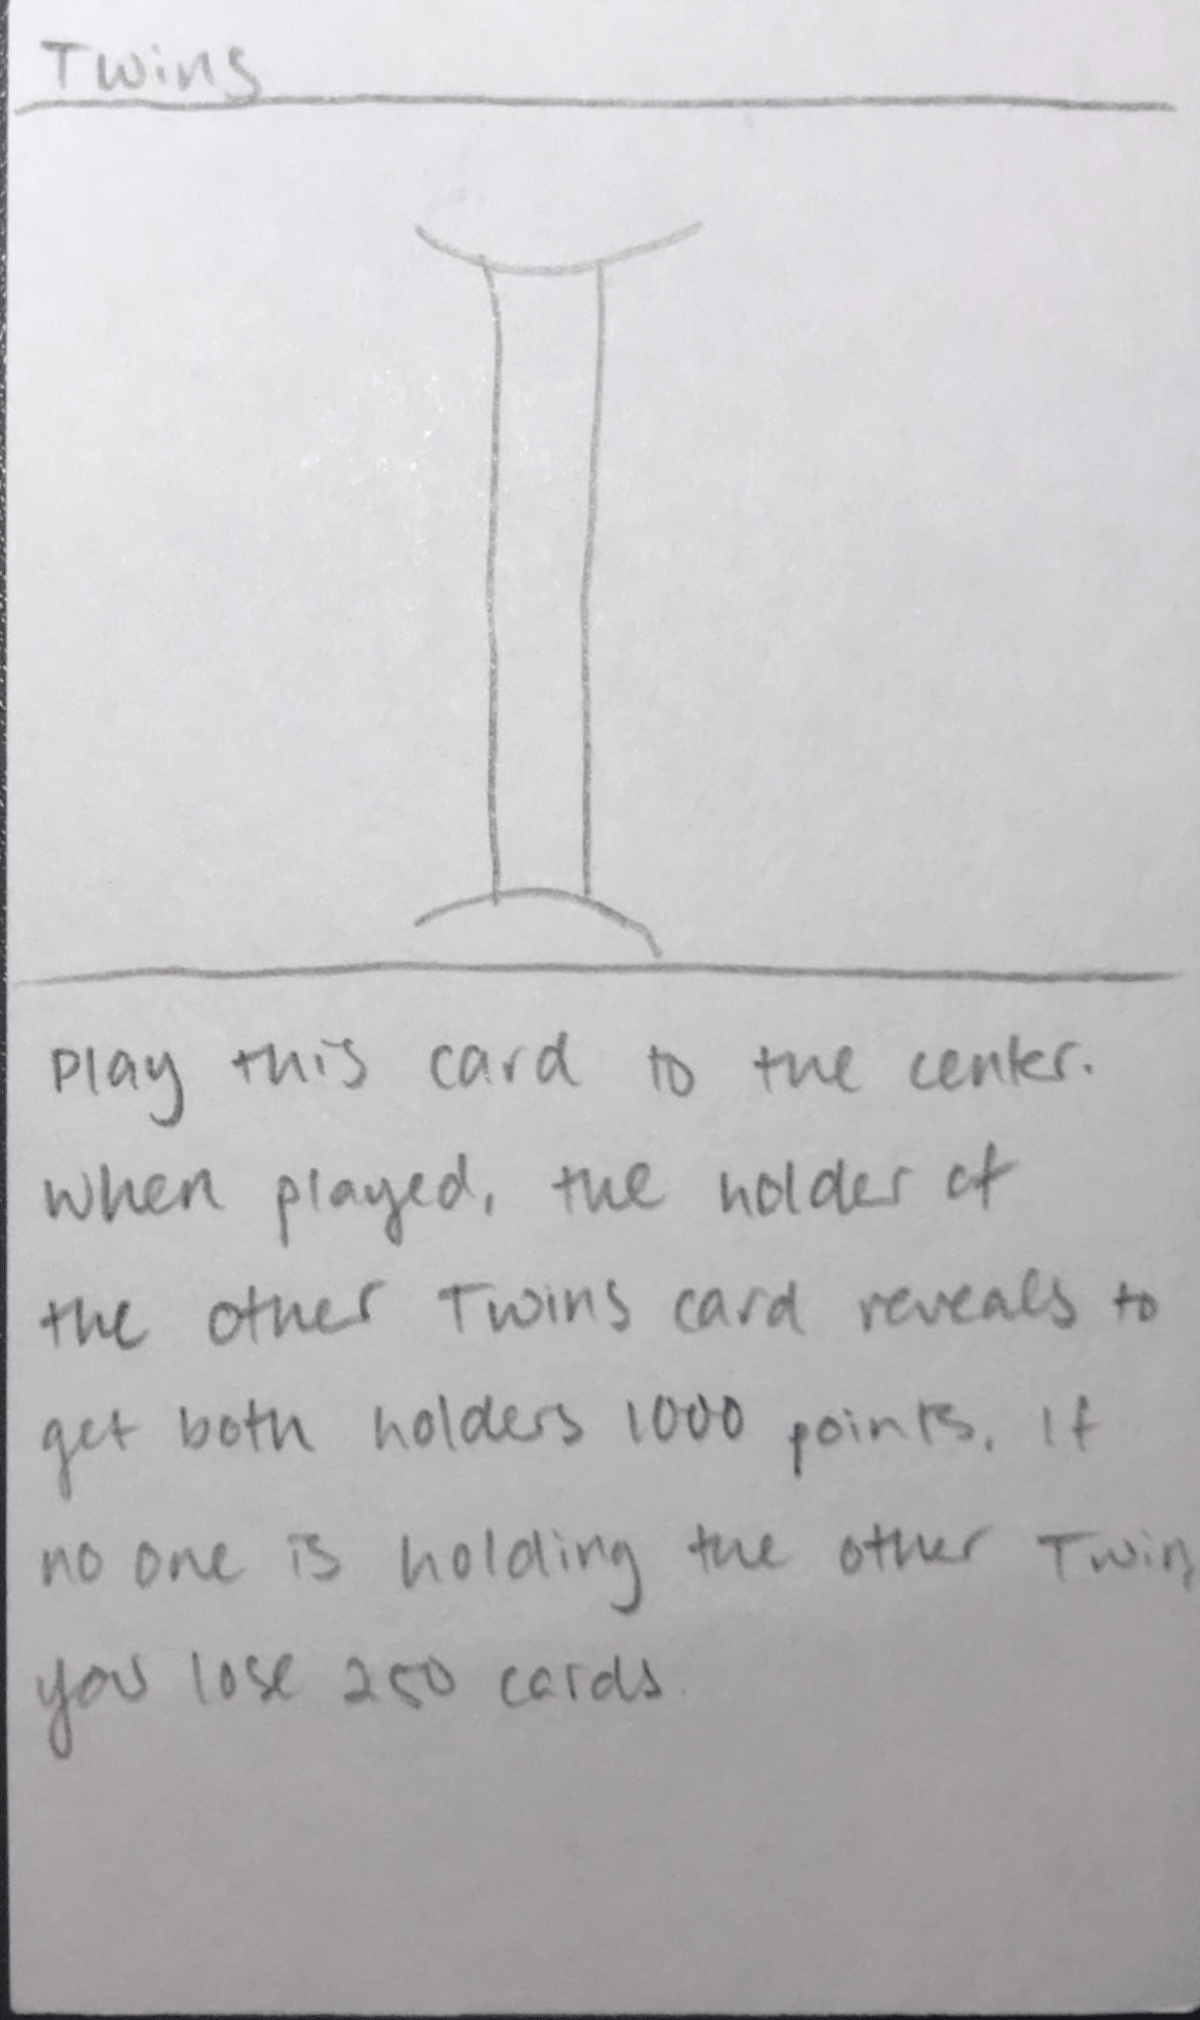 Twins
Play this card to the center.
When played, the holder of
the other Twins card reveals to
get both holders 1000 points. If
no one is holding the other Twin,
you lose 250 cards.